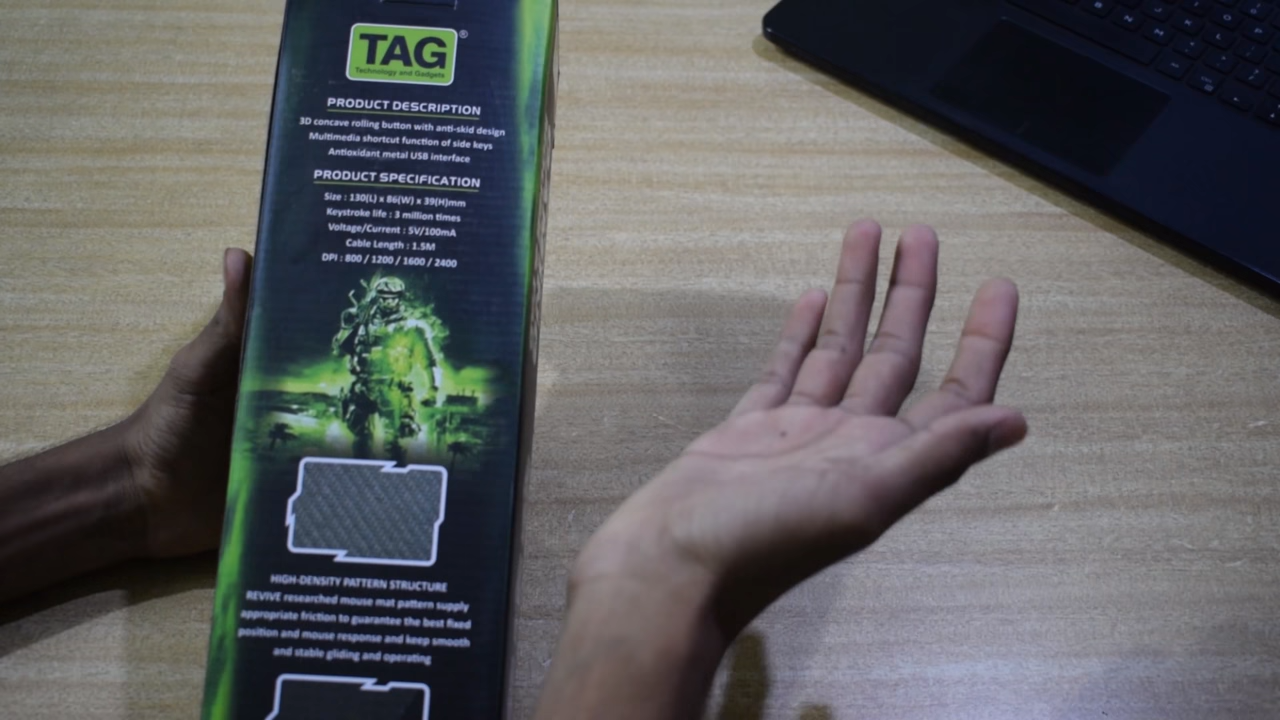 TAG®
Technology and Gadgets
PRODUCT DESCRIPTION
3D concave rolling button with anti-skid design
Multimedia shortcut function of side keys
Antioxidant metal USB interface
PRODUCT SPECIFICATION
Size : 130(L) x 86(W) x 39(H)mm
Keystroke life : 3 million times
Voltage/Current : 5V/100mA
Cable Length : 1.5M
DPI : 800 / 1200 / 1600 / 2400
HIGH-DENSITY PATTERN STRUCTURE
REVIVE researched mouse mat pattern supply
appropriate friction to guarantee the best fixed
position and mouse response and keep smooth
and stable gliding and operating